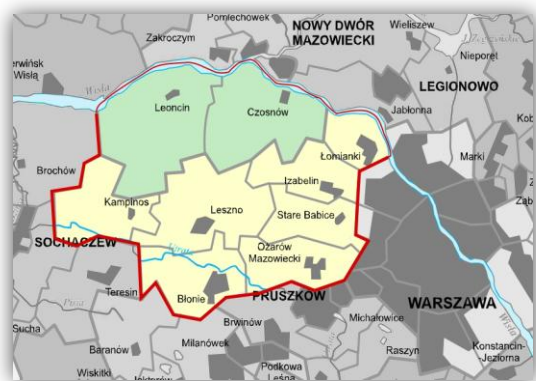 Pomiechówek
NOWY DWÓR
MAZOWIECKI
Wieliszew
Zakroczym
Nieporęt
Wisłą
Wisła
LEGIONOWO
Leoncin
Czosnów
Jabłonna
Łomianki
Marki
Brochów
Izabelin
Kampinos
Leszno
Stare Babice
SOCHACZEW
Ożarów
Mazowiecki
Teresin
Błonie
PRUSZKÓW
WARSZAWA
Wisła
Sucha
Brwinów
Michałowice
Baranów
Milanówek
Raszyn
Konstancin-
Jeziorna
Wiskitki
Podkowa
Leśna